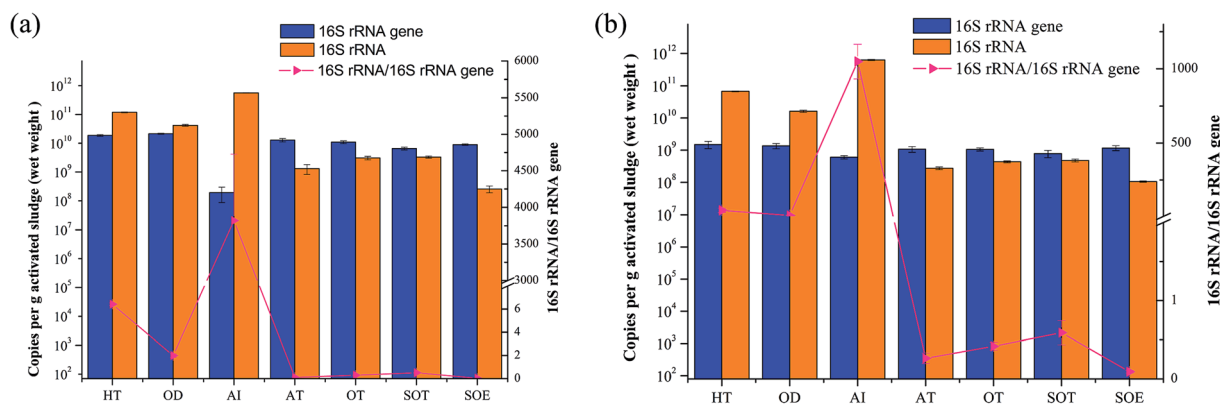 (a)
16S rRNA gene
16S rRNA
16S rRNA/16S rRNA gene
Copies per g activated sludge (wet weight)
10^12
10^11
10^10
10^9
10^8
10^7
10^6
10^5
10^4
10^3
10^2
6000
5500
5000
4500
4000
3500
3000
6
4
2
0
16S rRNA/16S rRNA gene
HT OD AI AT OT SOT SOE
(b)
16S rRNA gene
16S rRNA
16S rRNA/16S rRNA gene
Copies per g activated sludge (wet weight)
10^12
10^11
10^10
10^9
10^8
10^7
10^6
10^5
10^4
10^3
10^2
1000
500
1
0
16S rRNA/16S rRNA gene
HT OD AI AT OT SOT SOE